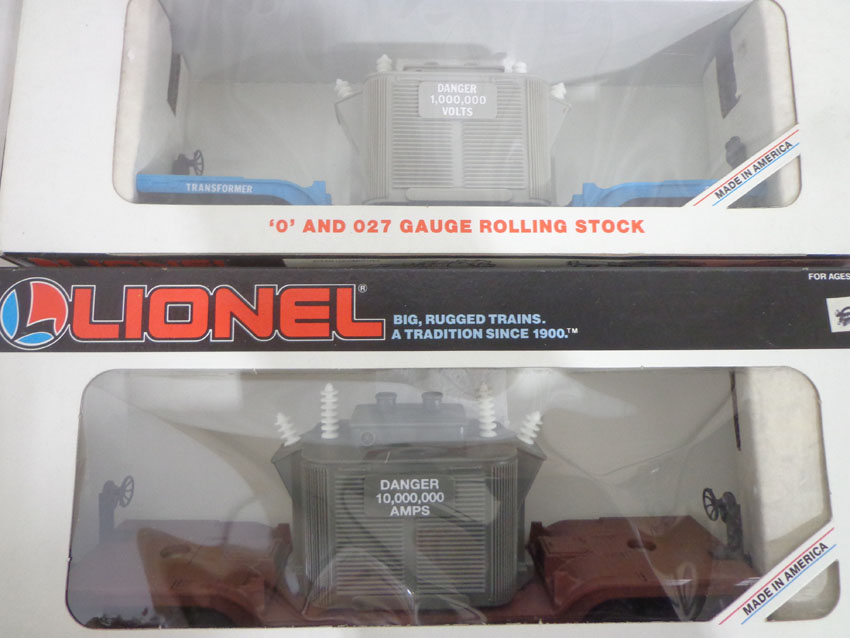 DANGER
1,000,000
VOLTS
TRANSFORMER
MADE IN AMERICA
'O' AND 027 GAUGE ROLLING STOCK
LIONEL®
BIG, RUGGED TRAINS.
A TRADITION SINCE 1900.™
FOR AGES
DANGER
10,000,000
AMPS
MADE IN AMERICA